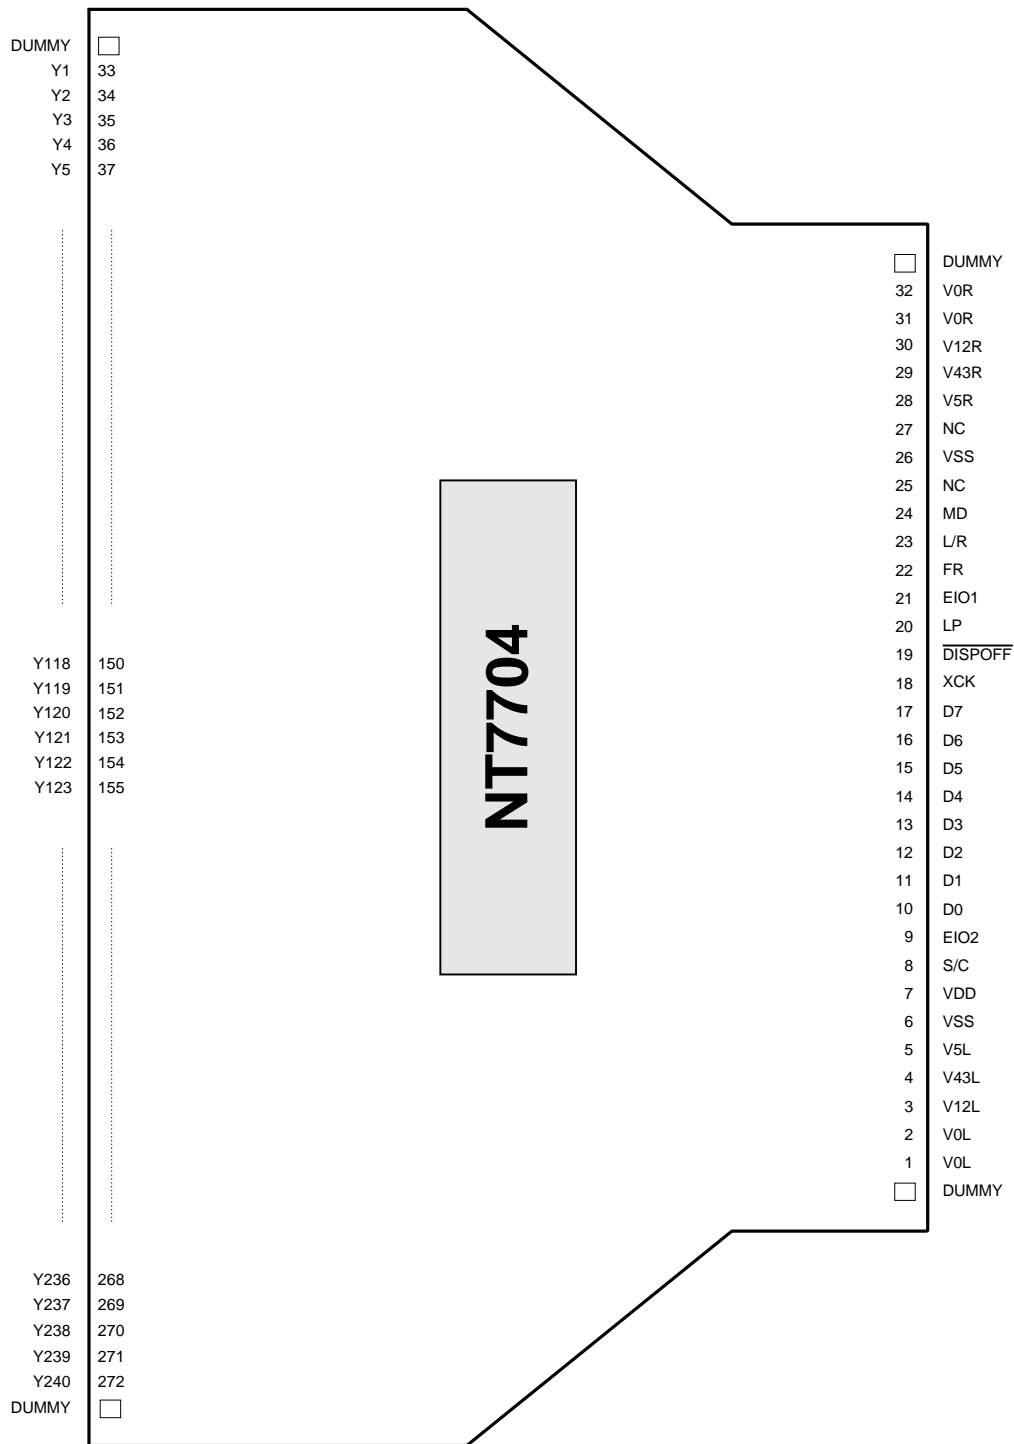 DUMMY
Y1 33
Y2 34
Y3 35
Y4 36
Y5 37
Y118 150
Y119 151
Y120 152
Y121 153
Y122 154
Y123 155
Y236 268
Y237 269
Y238 270
Y239 271
Y240 272
DUMMY
NT7704
DUMMY
32 V0R
31 V0R
30 V12R
29 V43R
28 V5R
27 NC
26 VSS
25 NC
24 MD
23 L/R
22 FR
21 EIO1
20 LP
19 DISPOFF
18 XCK
17 D7
16 D6
15 D5
14 D4
13 D3
12 D2
11 D1
10 D0
9 EIO2
8 S/C
7 VDD
6 VSS
5 V5L
4 V43L
3 V12L
2 V0L
1 V0L
DUMMY